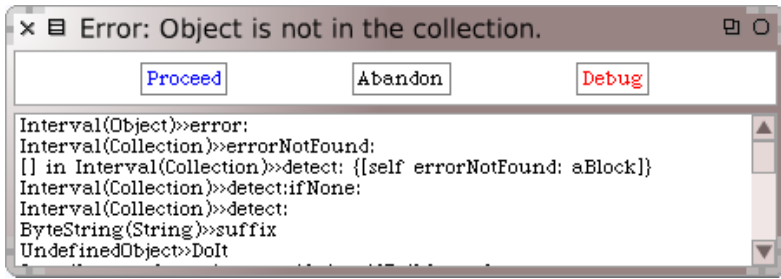 Error: Object is not in the collection.
Proceed Abandon Debug
Interval(Object)>>error:
Interval(Collection)>>errorNotFound:
[] in Interval(Collection)>>detect: {[self errorNotFound: aBlock]}
Interval(Collection)>>detect:ifNone:
Interval(Collection)>>detect:
ByteString(String)>>suffix
UndefinedObject>>DoIt